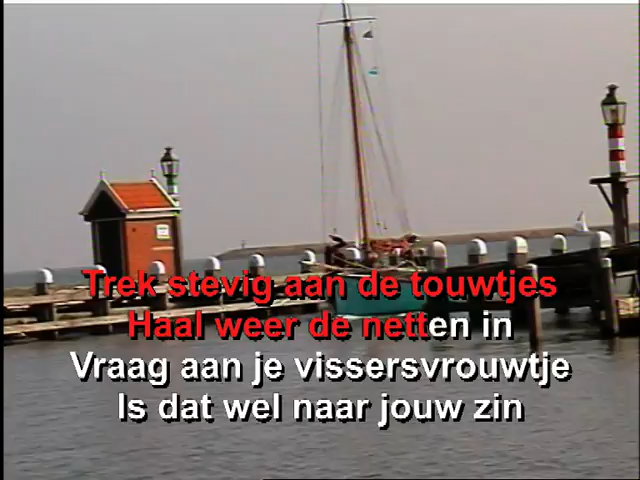 Trek stevig aan de touwtjes
Haal weer de netten in
Vraag aan je vissersvrouwtje
Is dat wel naar jouw zin